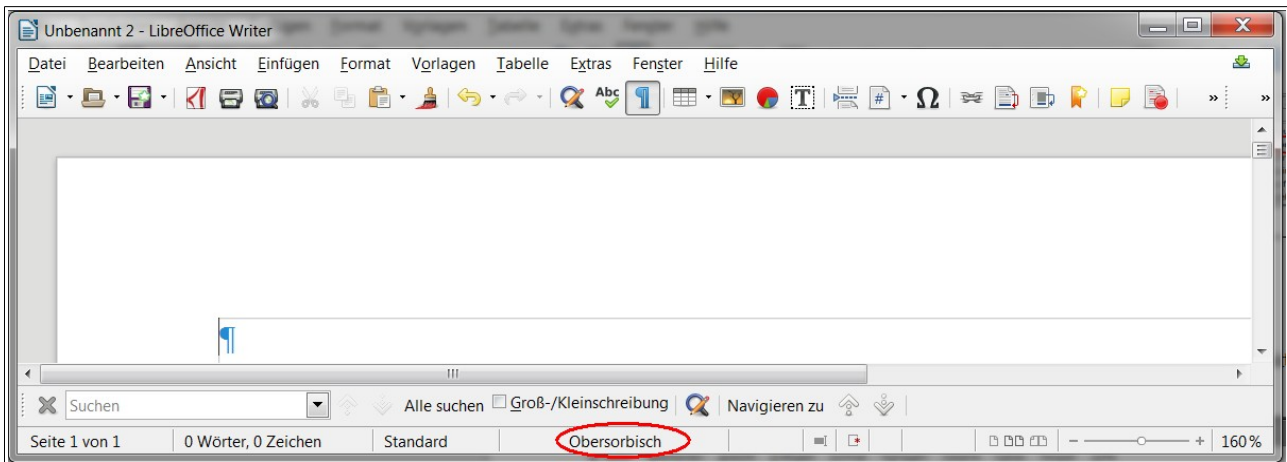 Unbenannt 2 - LibreOffice Writer
Datei Bearbeiten Ansicht Einfügen Format Vorlagen Tabelle Extras Fenster Hilfe
Abc ¶ T # Ω » »
¶
Suchen Alle suchen Groß-/Kleinschreibung Navigieren zu
Seite 1 von 1 0 Wörter, 0 Zeichen Standard Obersorbisch 160 %